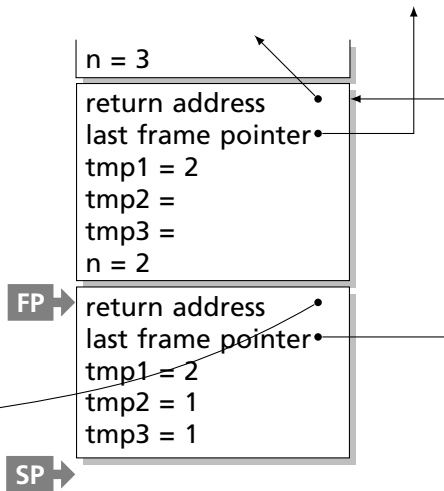 n = 3
return address
last frame pointer
tmp1 = 2
tmp2 =
tmp3 =
n = 2
FP
return address
last frame pointer
tmp1 = 2
tmp2 = 1
tmp3 = 1
SP